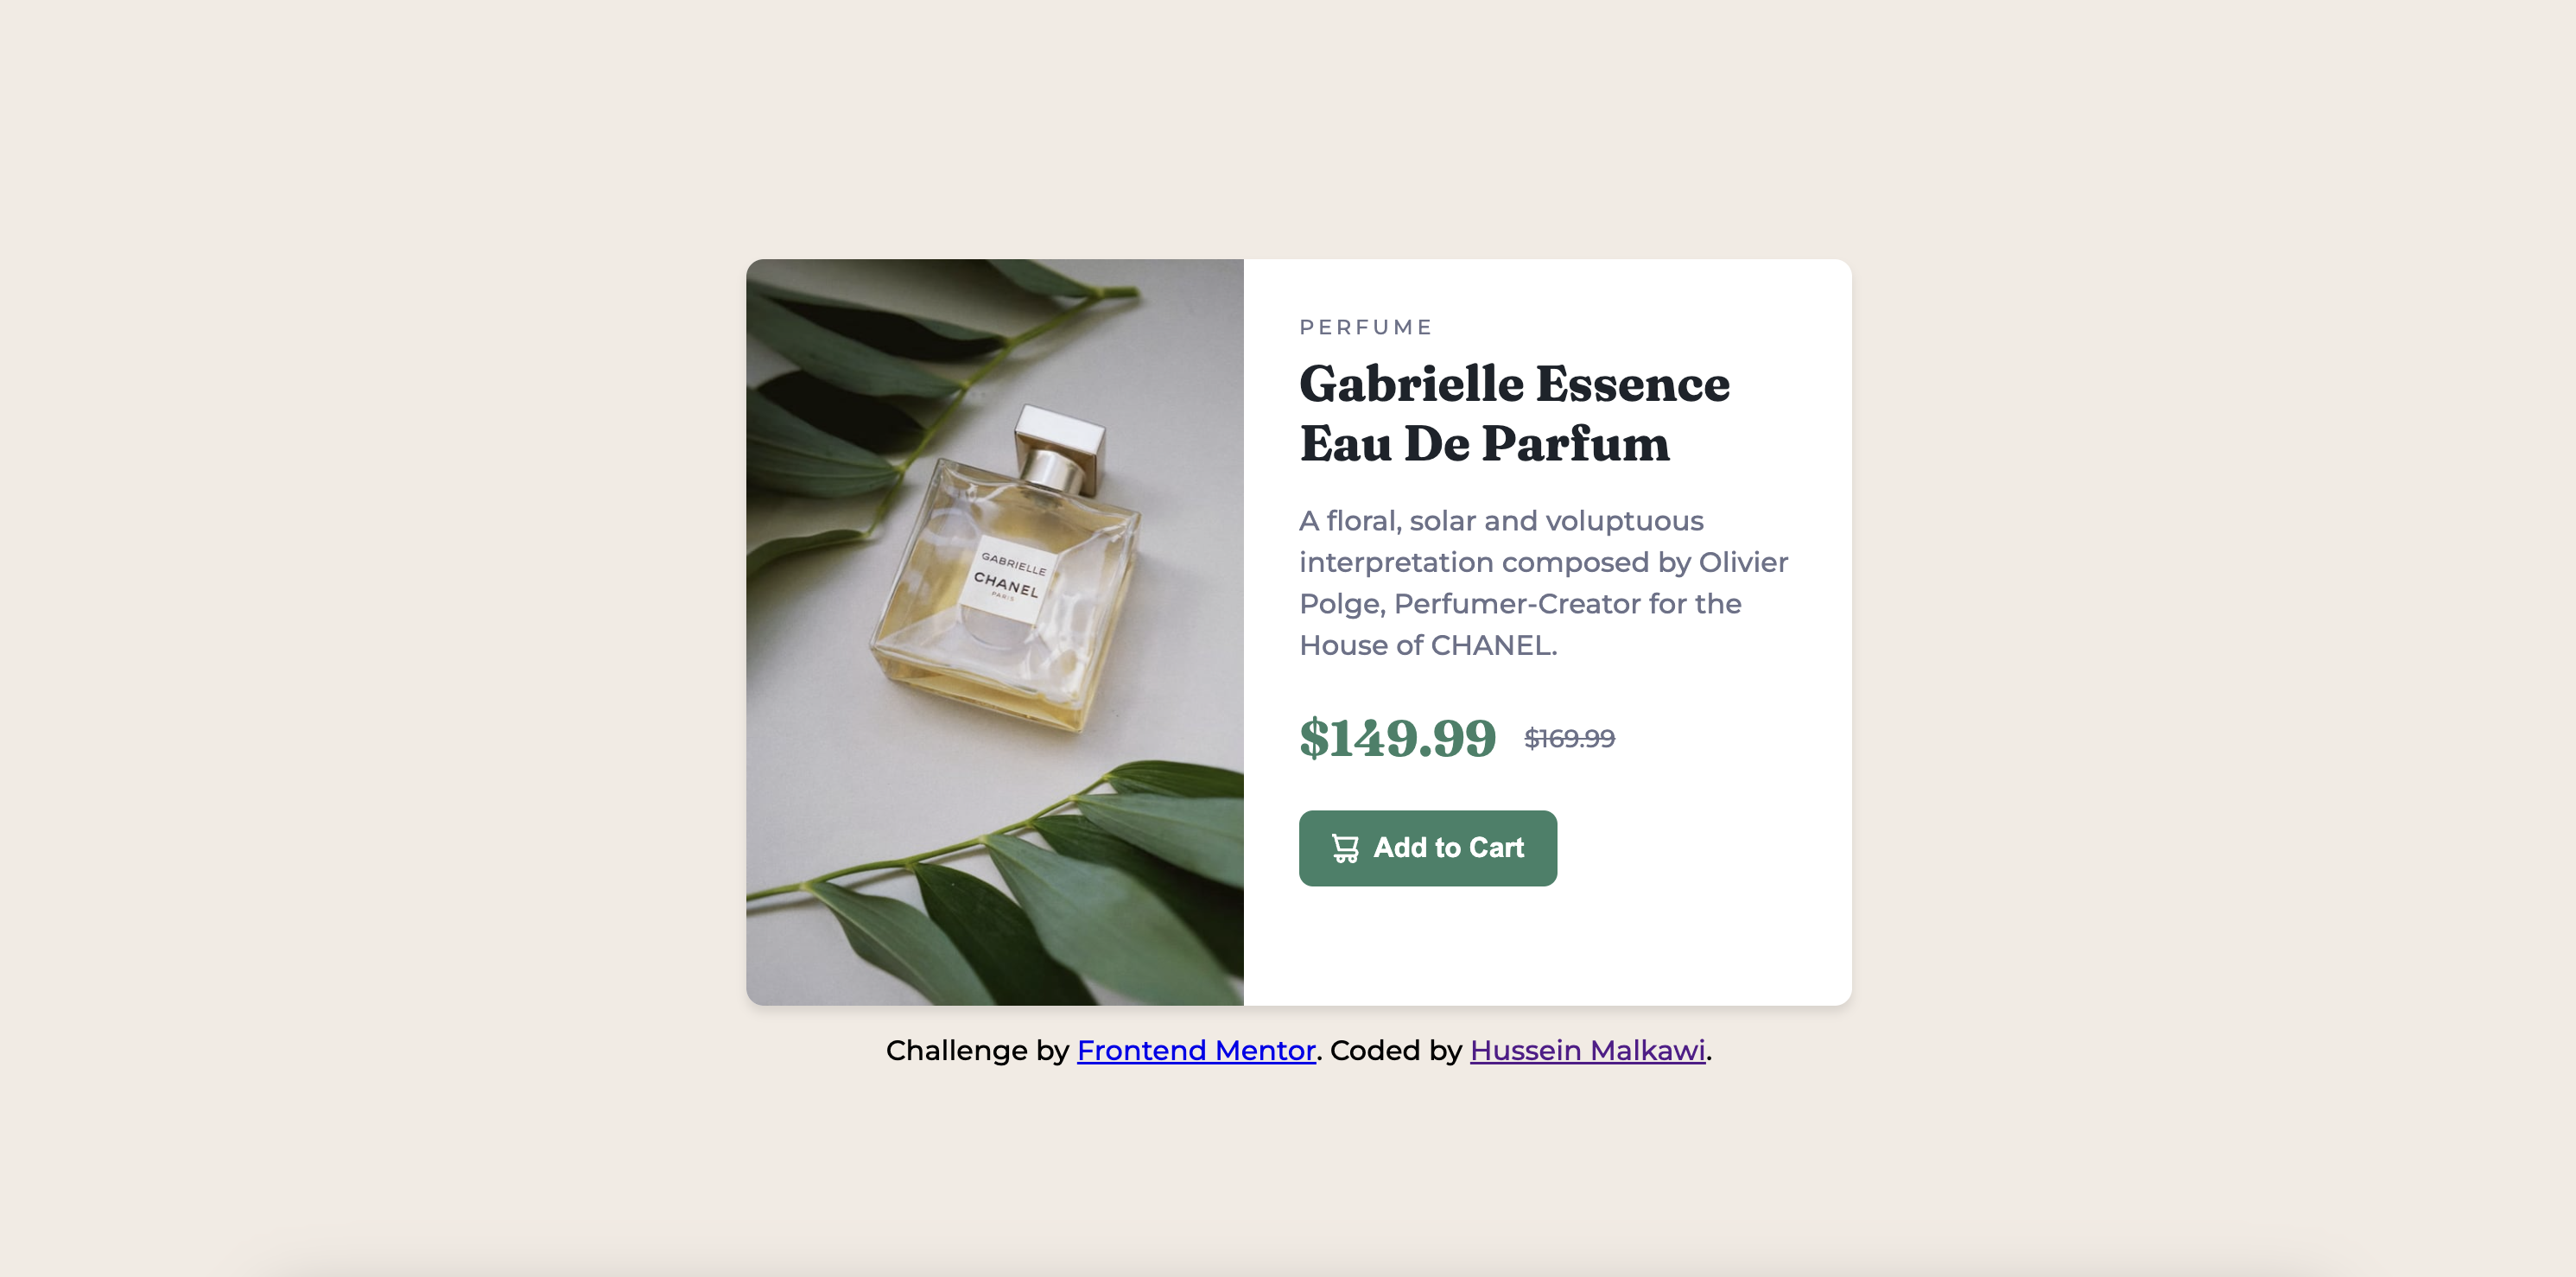 PERFUME
Gabrielle Essence
Eau De Parfum
A floral, solar and voluptuous
interpretation composed by Olivier
Polge, Perfumer-Creator for the
House of CHANEL.
$149.99 $169.99
Add to Cart
GABRIELLE
CHANEL
PARIS
Challenge by Frontend Mentor. Coded by Hussein Malkawi.